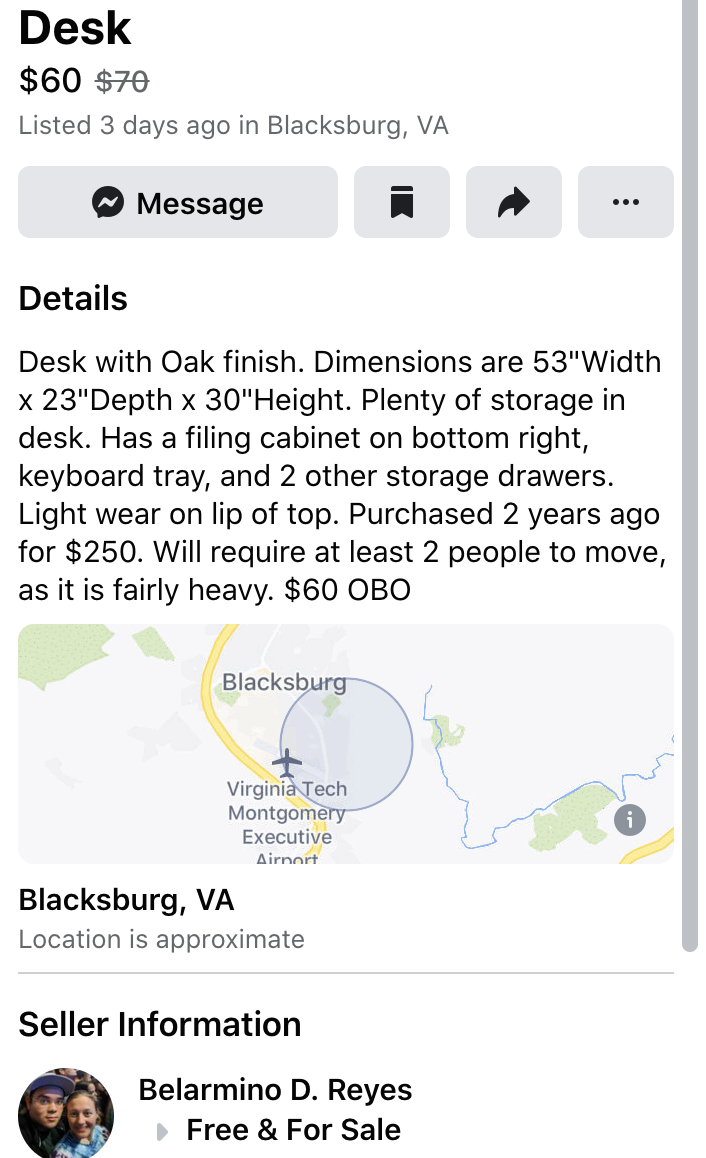 Desk
$60 $70
Listed 3 days ago in Blacksburg, VA
Message
Details
Desk with Oak finish. Dimensions are 53"Width
x 23"Depth x 30"Height. Plenty of storage in
desk. Has a filing cabinet on bottom right,
keyboard tray, and 2 other storage drawers.
Light wear on lip of top. Purchased 2 years ago
for $250. Will require at least 2 people to move,
as it is fairly heavy. $60 OBO
Blacksburg
Virginia Tech
Montgomery
Executive
Airport
Blacksburg, VA
Location is approximate
Seller Information
Belarmino D. Reyes
Free & For Sale